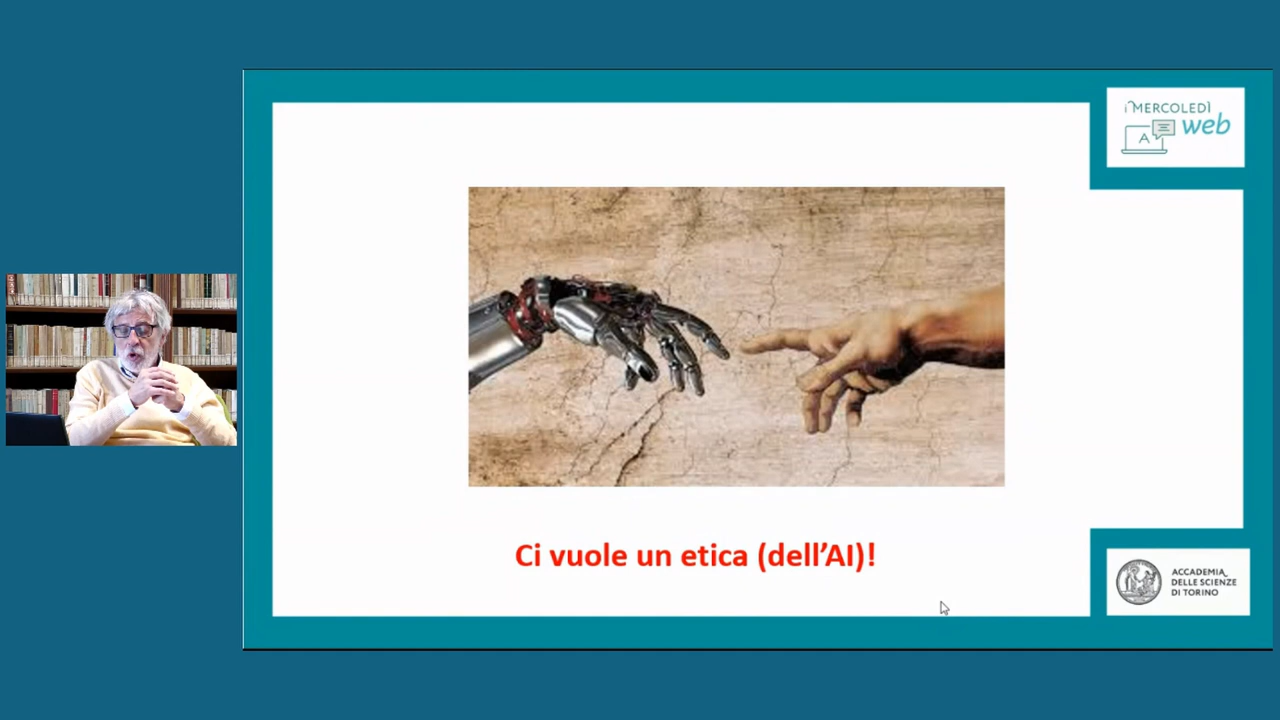 i MERCOLEDÌ
A
web
Ci vuole un etica (dell'AI)!
ACCADEMIA
DELLE SCIENZE
DI TORINO